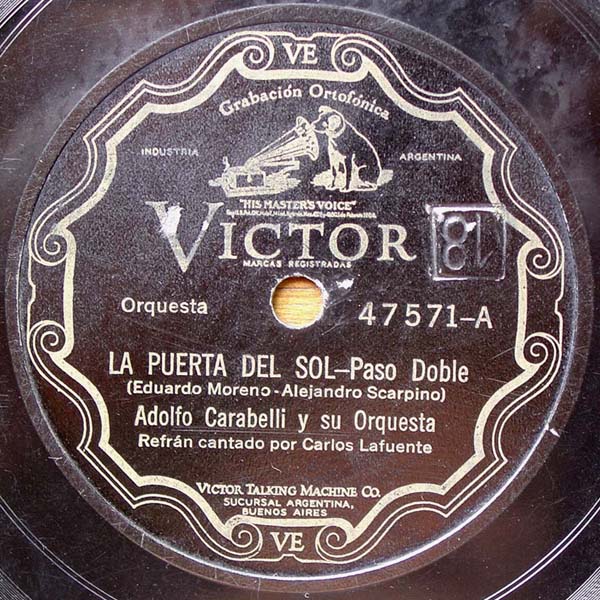 VE
Grabación Ortofónica
INDUSTRIA ARGENTINA
"HIS MASTER'S VOICE"
VICTOR
MARCAS REGISTRADAS
81
Orquesta 47571-A
LA PUERTA DEL SOL-Paso Doble
(Eduardo Moreno-Alejandro Scarpino)
Adolfo Carabelli y su Orquesta
Refrán cantado por Carlos Lafuente
VICTOR TALKING MACHINE CO.
SUCURSAL ARGENTINA,
BUENOS AIRES
VE